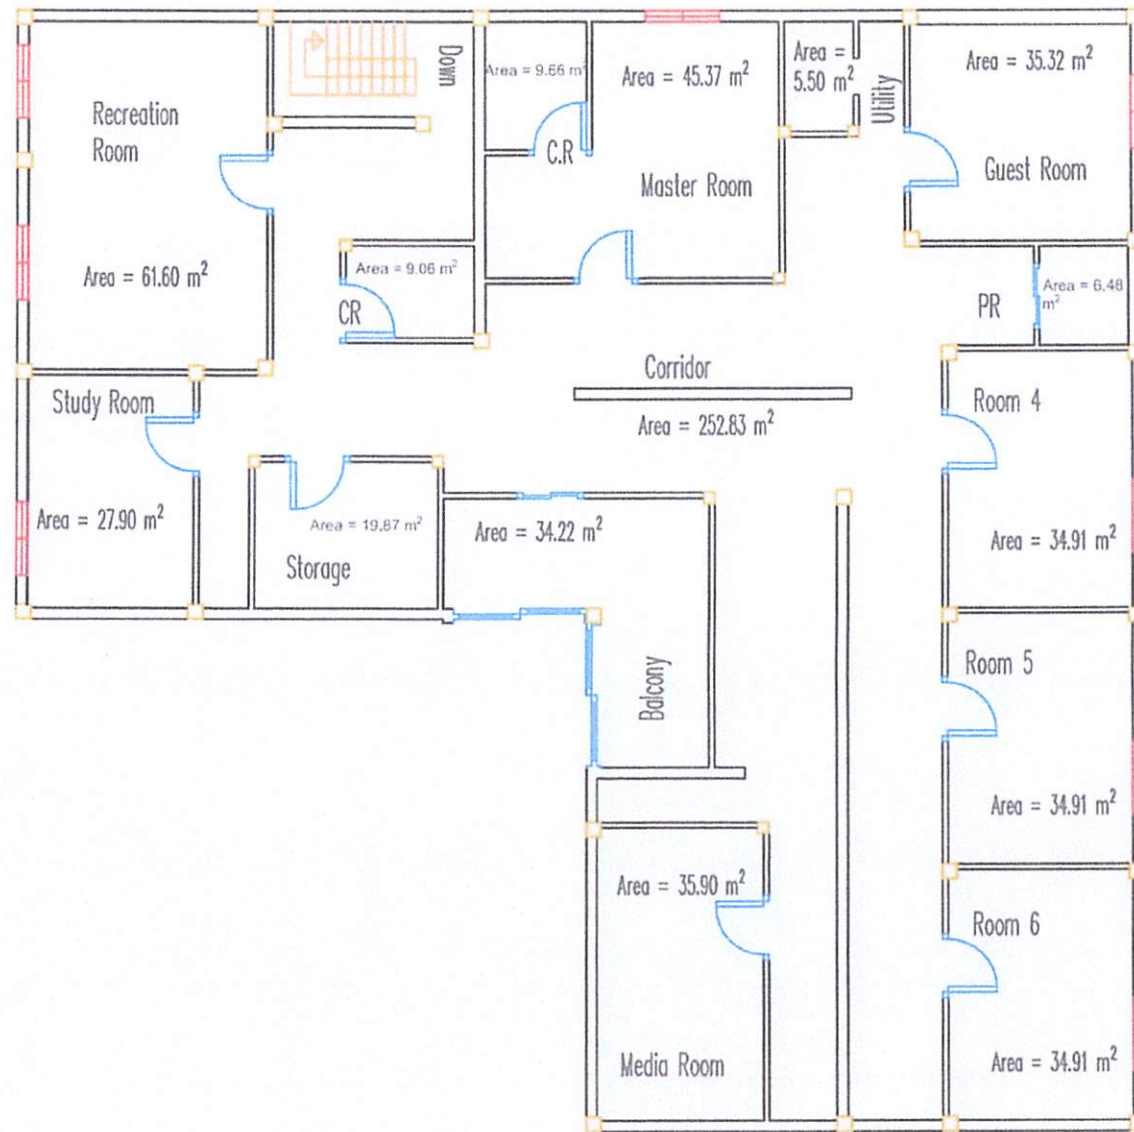 Down
Area = 9.66 m²
Area = 45.37 m²
Area =
5.50 m²
Utility
Area = 35.32 m²
Recreation
Room
C.R
Master Room
Guest Room
Area = 61.60 m²
Area = 9.06 m²
CR
PR
Area = 6.48
m²
Corridor
Area = 252.83 m²
Study Room
Room 4
Area = 27.90 m²
Area = 19.87 m²
Storage
Area = 34.22 m²
Area = 34.91 m²
Balcony
Room 5
Area = 34.91 m²
Area = 35.90 m²
Room 6
Media Room
Area = 34.91 m²